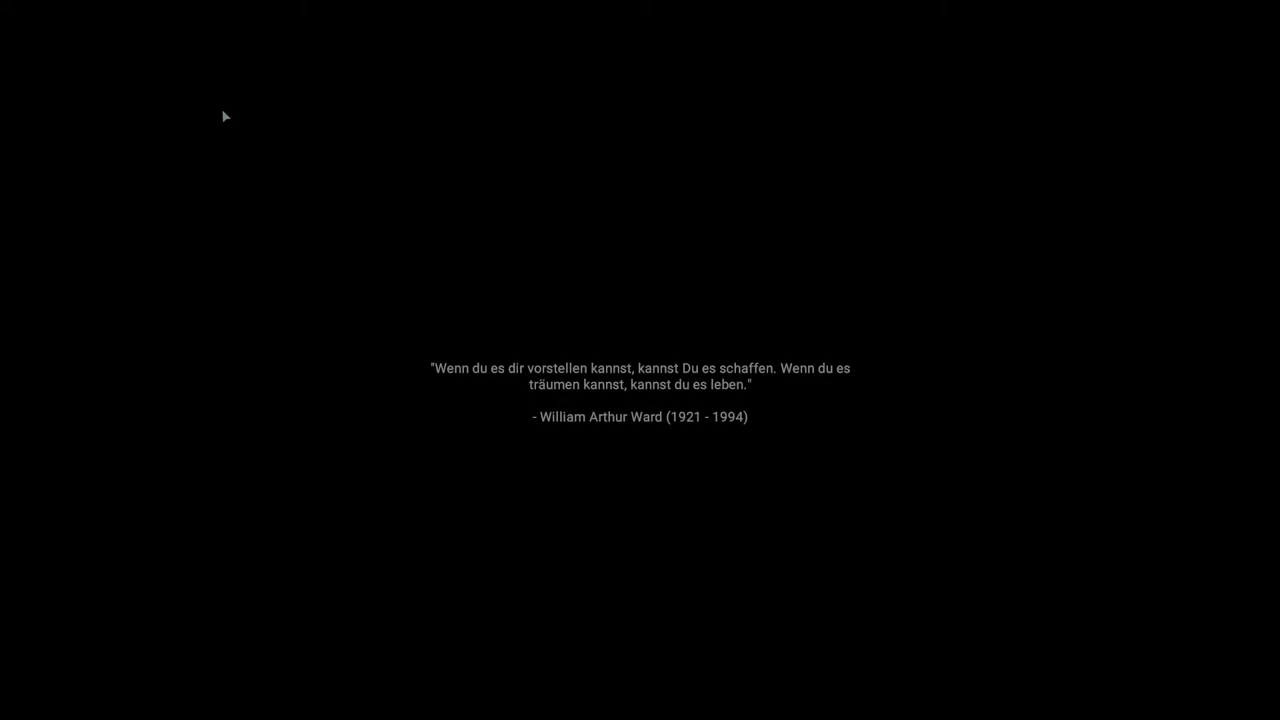 "Wenn du es dir vorstellen kannst, kannst Du es schaffen. Wenn du es
träumen kannst, kannst du es leben."
- William Arthur Ward (1921 - 1994)